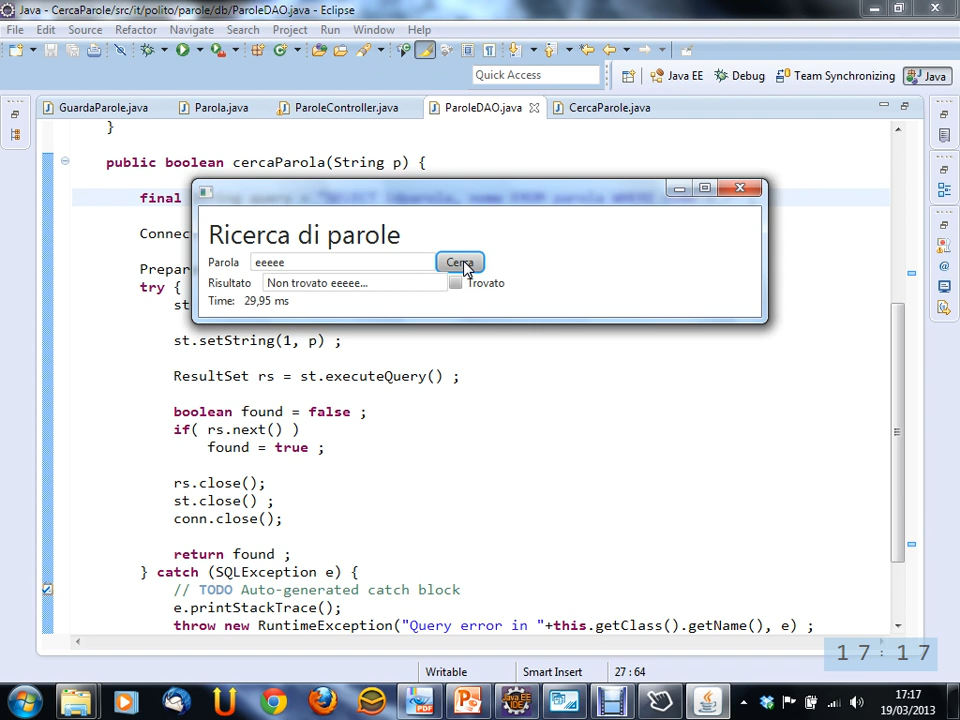 Java - CercaParole/src/it/polito/parole/db/ParoleDAO.java - Eclipse
File Edit Source Refactor Navigate Search Project Run Window Help
Quick Access
Java EE Debug Team Synchronizing Java
GuardaParole.java Parola.java ParoleController.java ParoleDAO.java CercaParole.java
}
public boolean cercaParola(String p) {
final
Connec
Prepar
try {
st
Ricerca di parole
Parola eeeee Cerca
Risultato Non trovato eeeee... Trovato
Time: 29,95 ms
st.setString(1, p) ;
ResultSet rs = st.executeQuery() ;
boolean found = false ;
if( rs.next() )
found = true ;
rs.close();
st.close() ;
conn.close();
return found ;
} catch (SQLException e) {
// TODO Auto-generated catch block
e.printStackTrace();
throw new RuntimeException("Query error in "+this.getClass().getName(), e) ;
17:17
Writable Smart Insert 27 : 64
17:17
19/03/2013